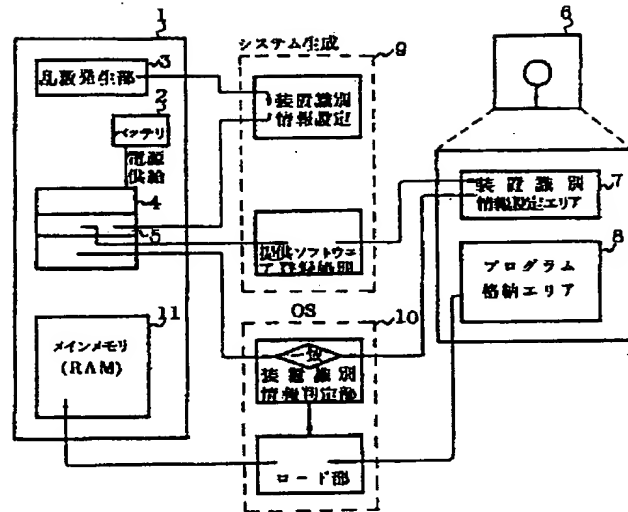 1
3
乱数発生部
2
バッテリ
電源
供給
4
5
11
メインメモリ
(RAM)
システム生成
9
装置識別
情報設定
提供ソフトウェ
ア登録処理
OS
10
一致
装置識別
情報判定部
ロード部
6
装置識別
情報設定エリア
7
8
プログラム
格納エリア